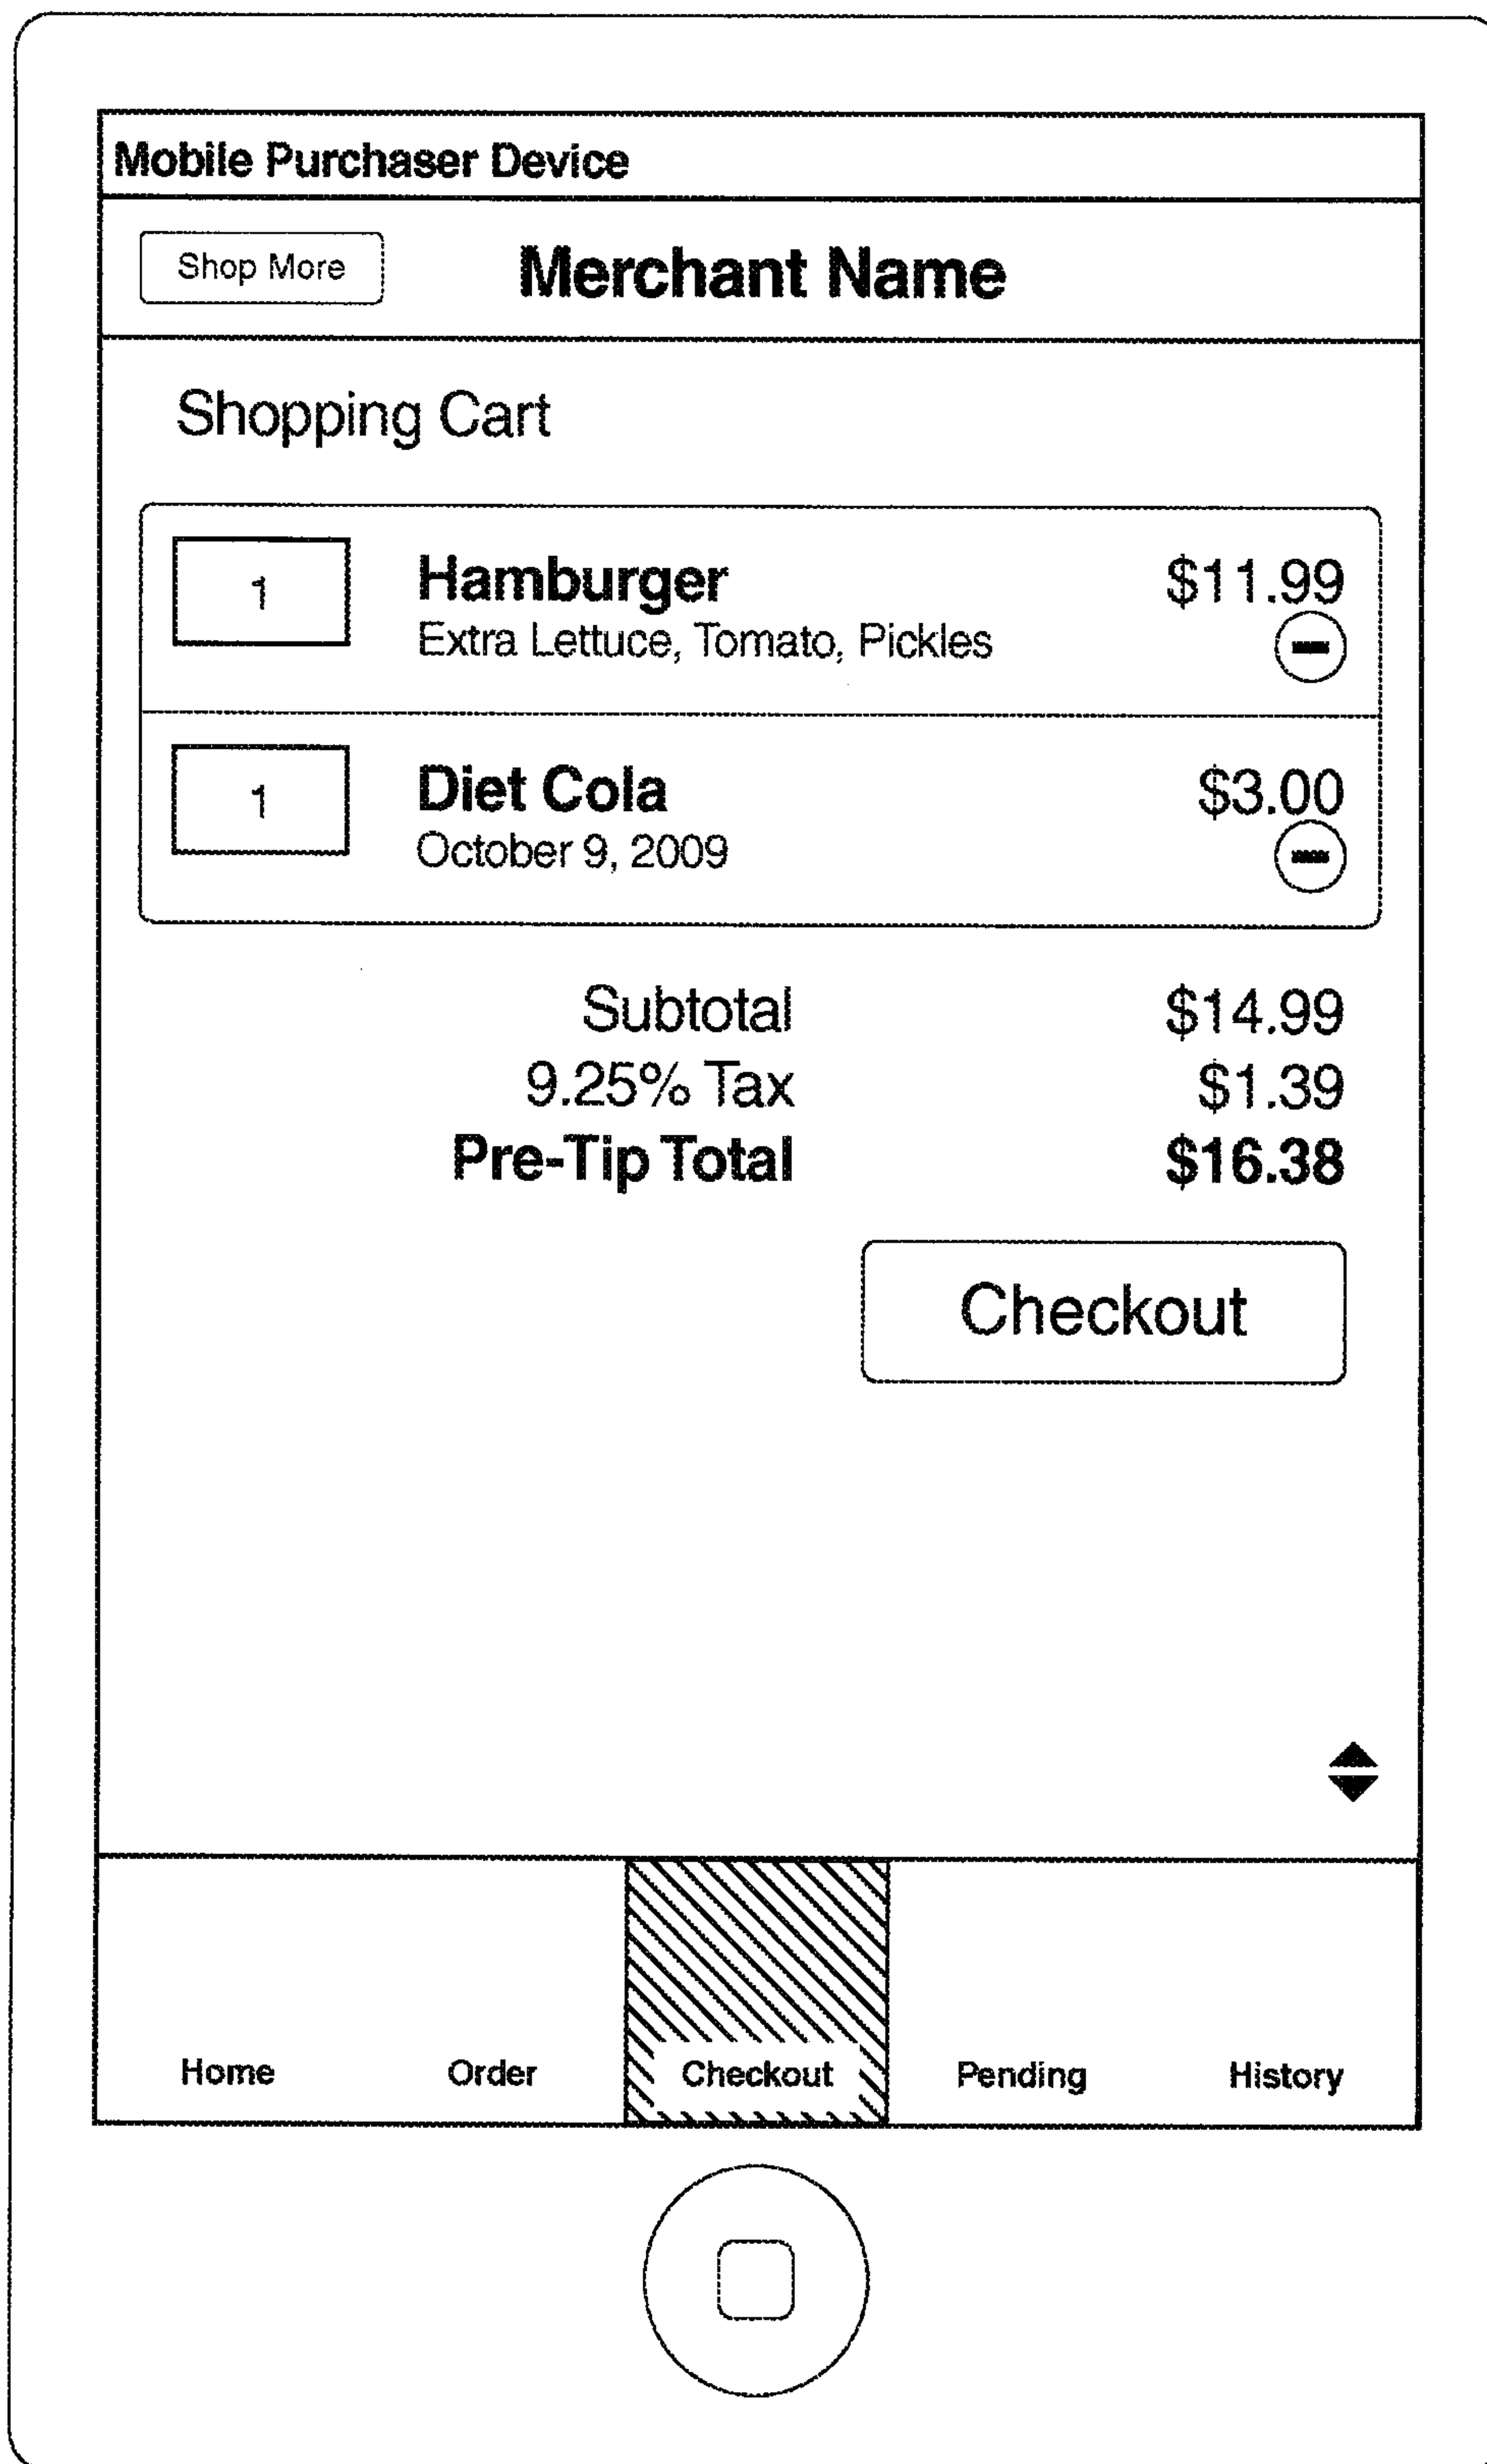 Mobile Purchaser Device
Shop More
Merchant Name
Shopping Cart
1
Hamburger
$11.99
Extra Lettuce, Tomato, Pickles
1
Diet Cola
$3.00
October 9, 2009
Subtotal
$14.99
9.25% Tax
$1.39
Pre-Tip Total
$16.38
Checkout
Home
Order
Checkout
Pending
History